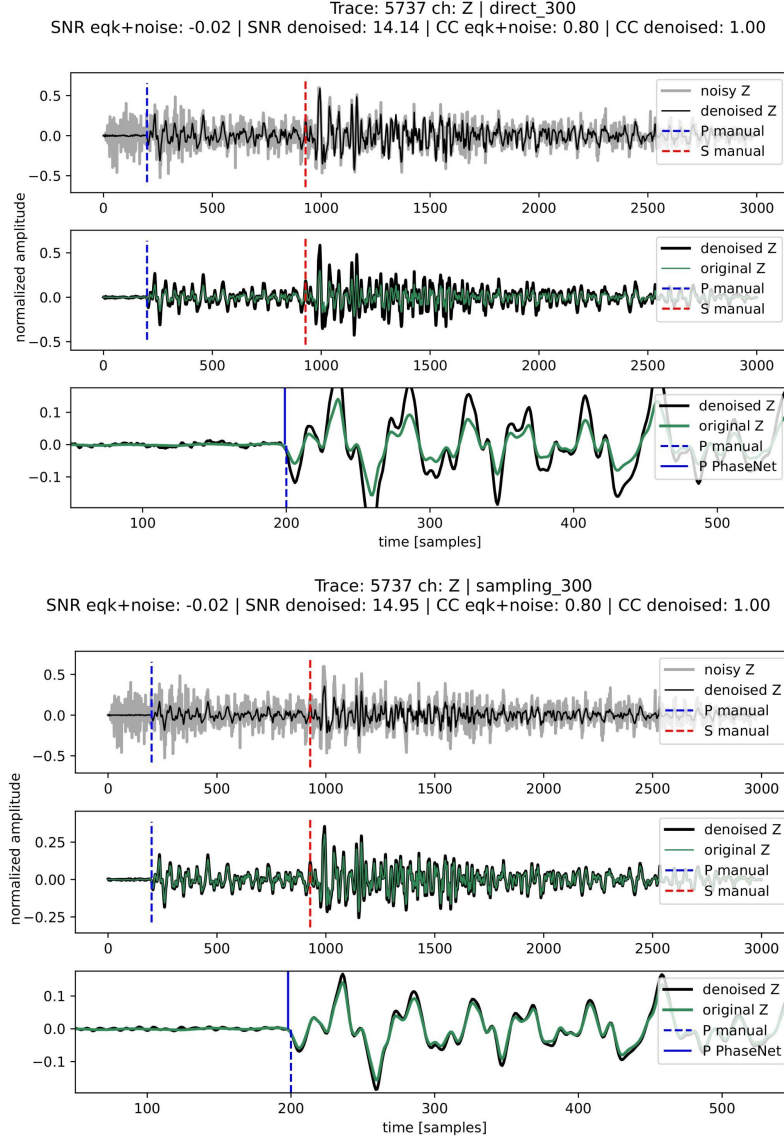 Trace: 5737 ch: Z | direct_300
SNR eqk+noise: -0.02 | SNR denoised: 14.14 | CC eqk+noise: 0.80 | CC denoised: 1.00
0.5
0.0
−0.5
noisy Z
denoised Z
P manual
S manual
0 500 1000 1500 2000 2500 3000
normalized amplitude
0.5
0.0
−0.5
denoised Z
original Z
P manual
S manual
0 500 1000 1500 2000 2500 3000
0.1
0.0
−0.1
denoised Z
original Z
P manual
P PhaseNet
100 200 300 400 500
time [samples]
Trace: 5737 ch: Z | sampling_300
SNR eqk+noise: -0.02 | SNR denoised: 14.95 | CC eqk+noise: 0.80 | CC denoised: 1.00
0.5
0.0
−0.5
noisy Z
denoised Z
P manual
S manual
0 500 1000 1500 2000 2500 3000
normalized amplitude
0.25
0.00
−0.25
denoised Z
original Z
P manual
S manual
0 500 1000 1500 2000 2500 3000
0.1
0.0
−0.1
denoised Z
original Z
P manual
P PhaseNet
100 200 300 400 500
time [samples]